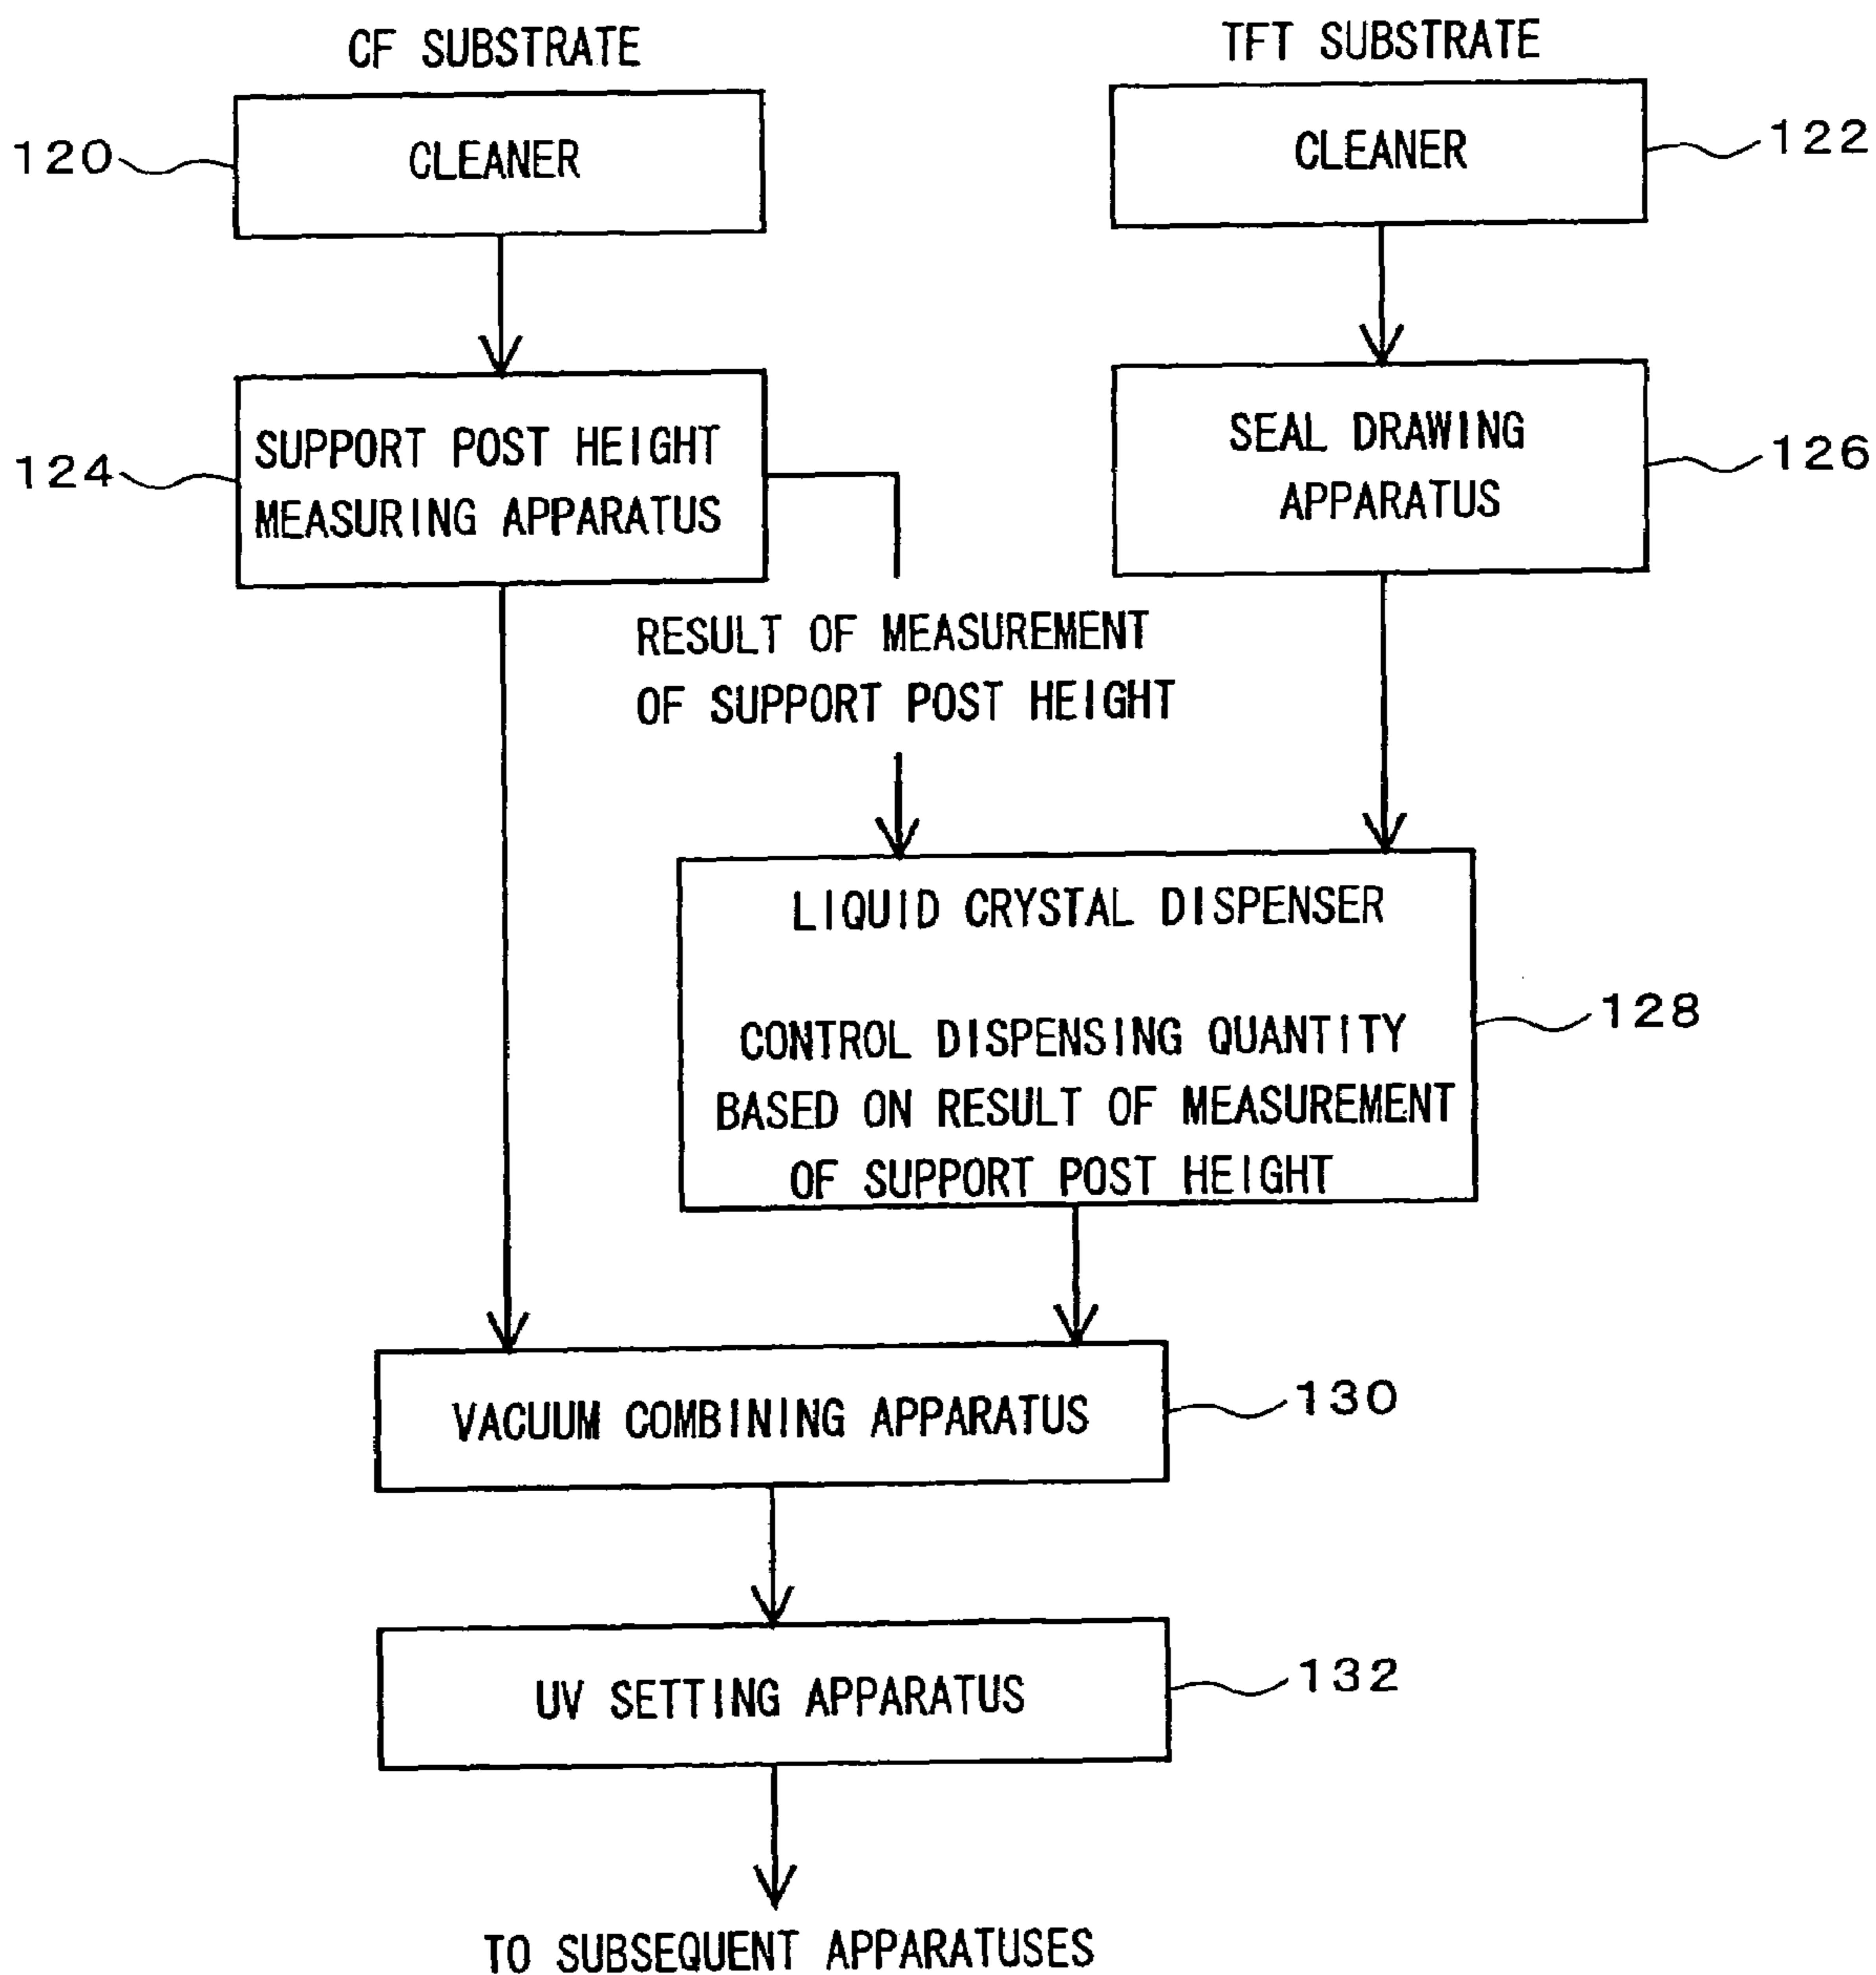 CF SUBSTRATE
TFT SUBSTRATE
120
CLEANER
CLEANER
122
124
SUPPORT POST HEIGHT
MEASURING APPARATUS
SEAL DRAWING
APPARATUS
126
RESULT OF MEASUREMENT
OF SUPPORT POST HEIGHT
LIQUID CRYSTAL DISPENSER
CONTROL DISPENSING QUANTITY
BASED ON RESULT OF MEASUREMENT
OF SUPPORT POST HEIGHT
128
VACUUM COMBINING APPARATUS
130
UV SETTING APPARATUS
132
TO SUBSEQUENT APPARATUSES